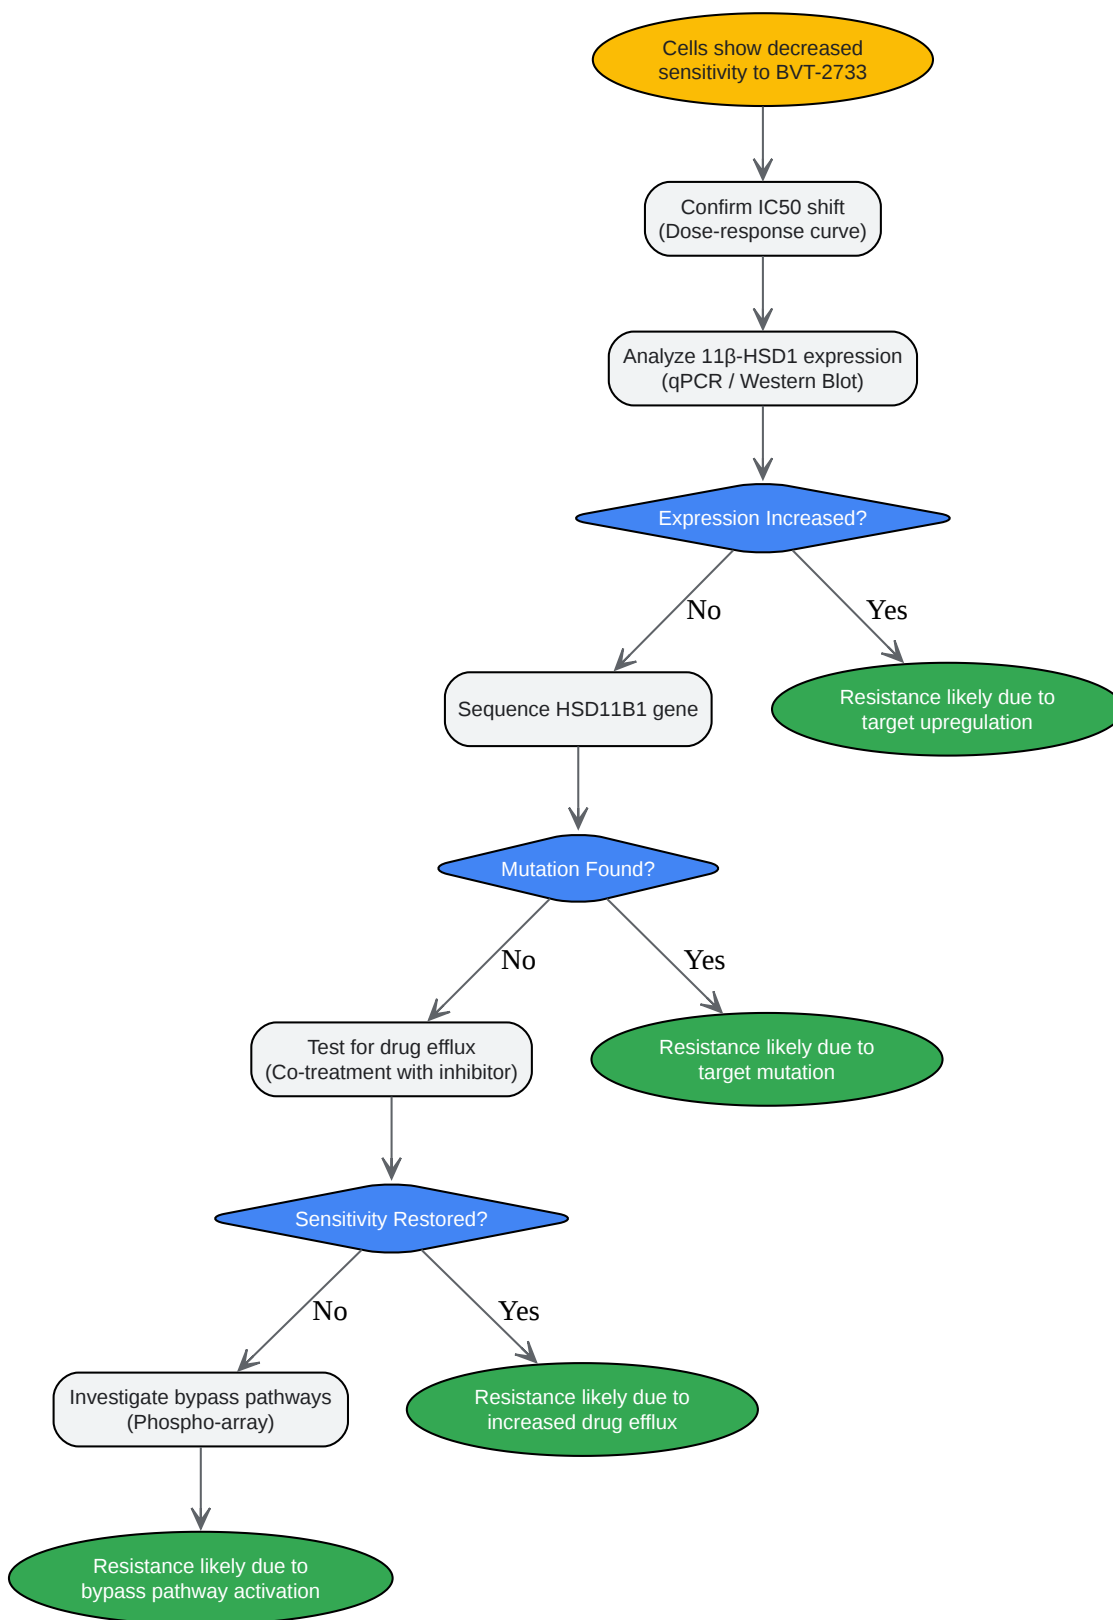 Cells show decreased
sensitivity to BVT-2733
Confirm IC50 shift
(Dose-response curve)
Analyze 11β-HSD1 expression
(qPCR / Western Blot)
Expression Increased?
No
Yes
Sequence HSD11B1 gene
Resistance likely due to
target upregulation
Mutation Found?
No
Yes
Test for drug efflux
(Co-treatment with inhibitor)
Resistance likely due to
target mutation
Sensitivity Restored?
No
Yes
Investigate bypass pathways
(Phospho-array)
Resistance likely due to
increased drug efflux
Resistance likely due to
bypass pathway activation